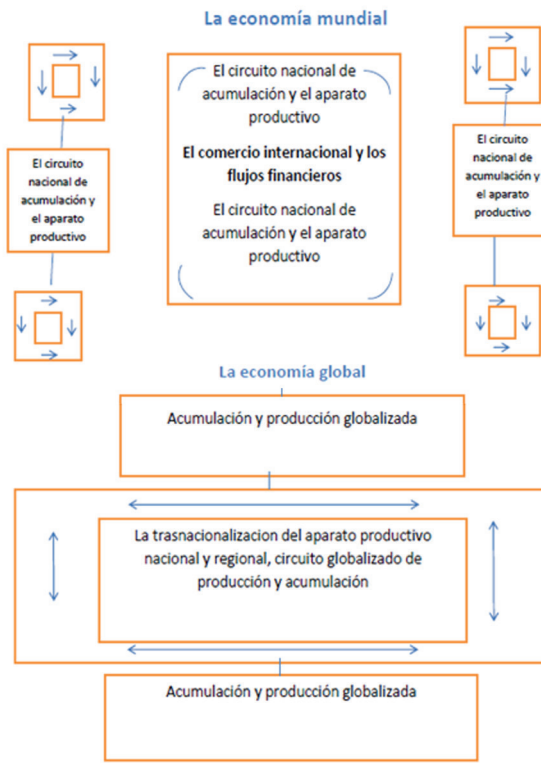 La economía mundial
El circuito
nacional de
acumulación y
el aparato
productivo
El circuito nacional de
acumulación y el aparato
productivo
El comercio internacional y los
flujos financieros
El circuito nacional de
acumulación y el aparato
productivo
El circuito
nacional de
acumulación y
el aparato
productivo
La economía global
Acumulación y producción globalizada
La trasnacionalizacion del aparato productivo
nacional y regional, circuito globalizado de
producción y acumulación
Acumulación y producción globalizada